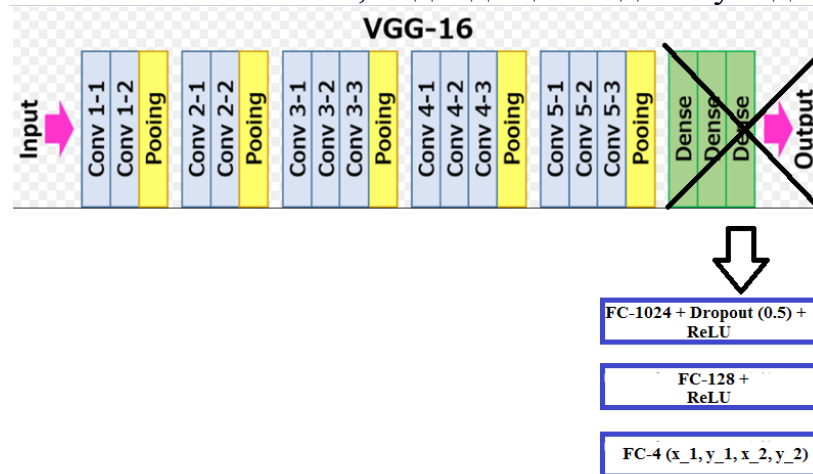 VGG-16
Input
Conv 1-1
Conv 1-2
Pooing
Conv 2-1
Conv 2-2
Pooing
Conv 3-1
Conv 3-2
Conv 3-3
Pooing
Conv 4-1
Conv 4-2
Conv 4-3
Pooing
Conv 5-1
Conv 5-2
Conv 5-3
Pooing
Dense
Dense
Dense
Output
FC-1024 + Dropout (0.5) +
ReLU
FC-128 +
ReLU
FC-4 (x_1, y_1, x_2, y_2)